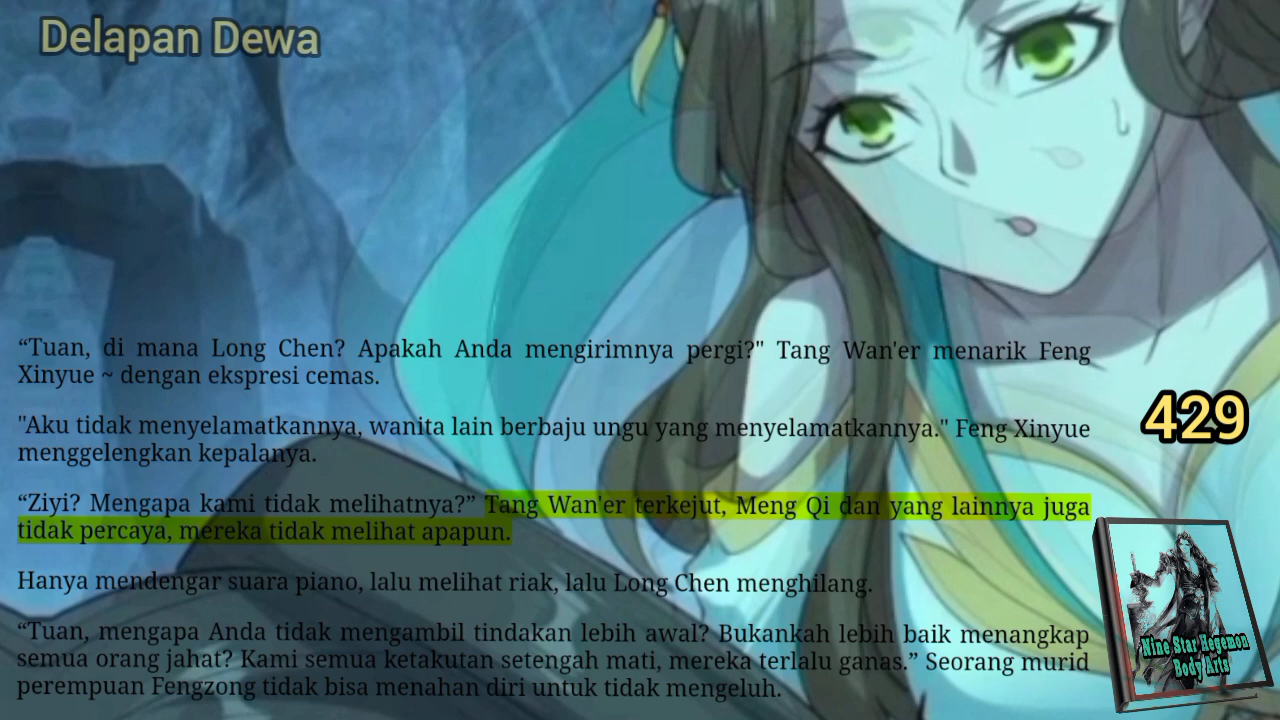 Delapan Dewa
“Tuan, di mana Long Chen? Apakah Anda mengirimnya pergi?" Tang Wan'er menarik Feng
Xinyue ~ dengan ekspresi cemas.
"Aku tidak menyelamatkannya, wanita lain berbaju ungu yang menyelamatkannya." Feng Xinyue
menggelengkan kepalanya.
429
“Ziyi? Mengapa kami tidak melihatnya?” Tang Wan'er terkejut, Meng Qi dan yang lainnya juga
tidak percaya, mereka tidak melihat apapun.
Hanya mendengar suara piano, lalu melihat riak, lalu Long Chen menghilang.
“Tuan, mengapa Anda tidak mengambil tindakan lebih awal? Bukankah lebih baik menangkap
semua orang jahat? Kami semua ketakutan setengah mati, mereka terlalu ganas.” Seorang murid
perempuan Fengzong tidak bisa menahan diri untuk tidak mengeluh.
Nine Star Hegemon
Body Arts